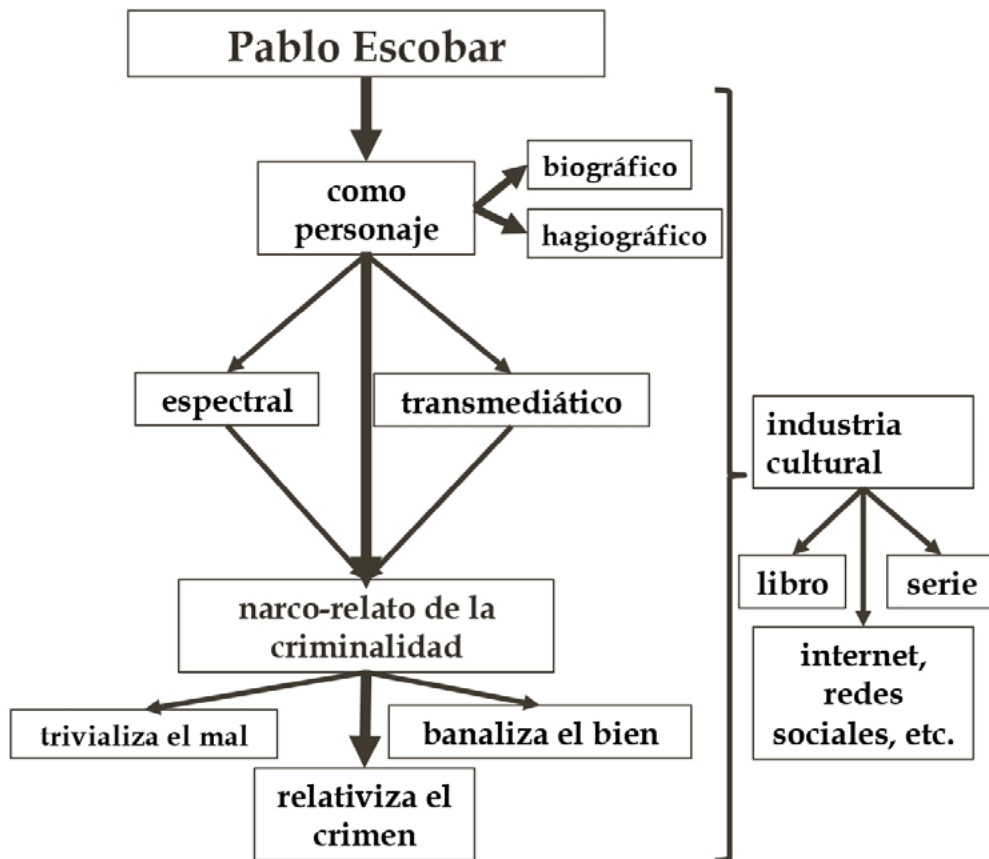 Pablo Escobar
como
personaje
biográfico
hagiográfico
espectral
transmediático
narco-relato de la
criminalidad
trivializa el mal
banaliza el bien
relativiza el
crimen
industria
cultural
libro
serie
internet,
redes
sociales, etc.